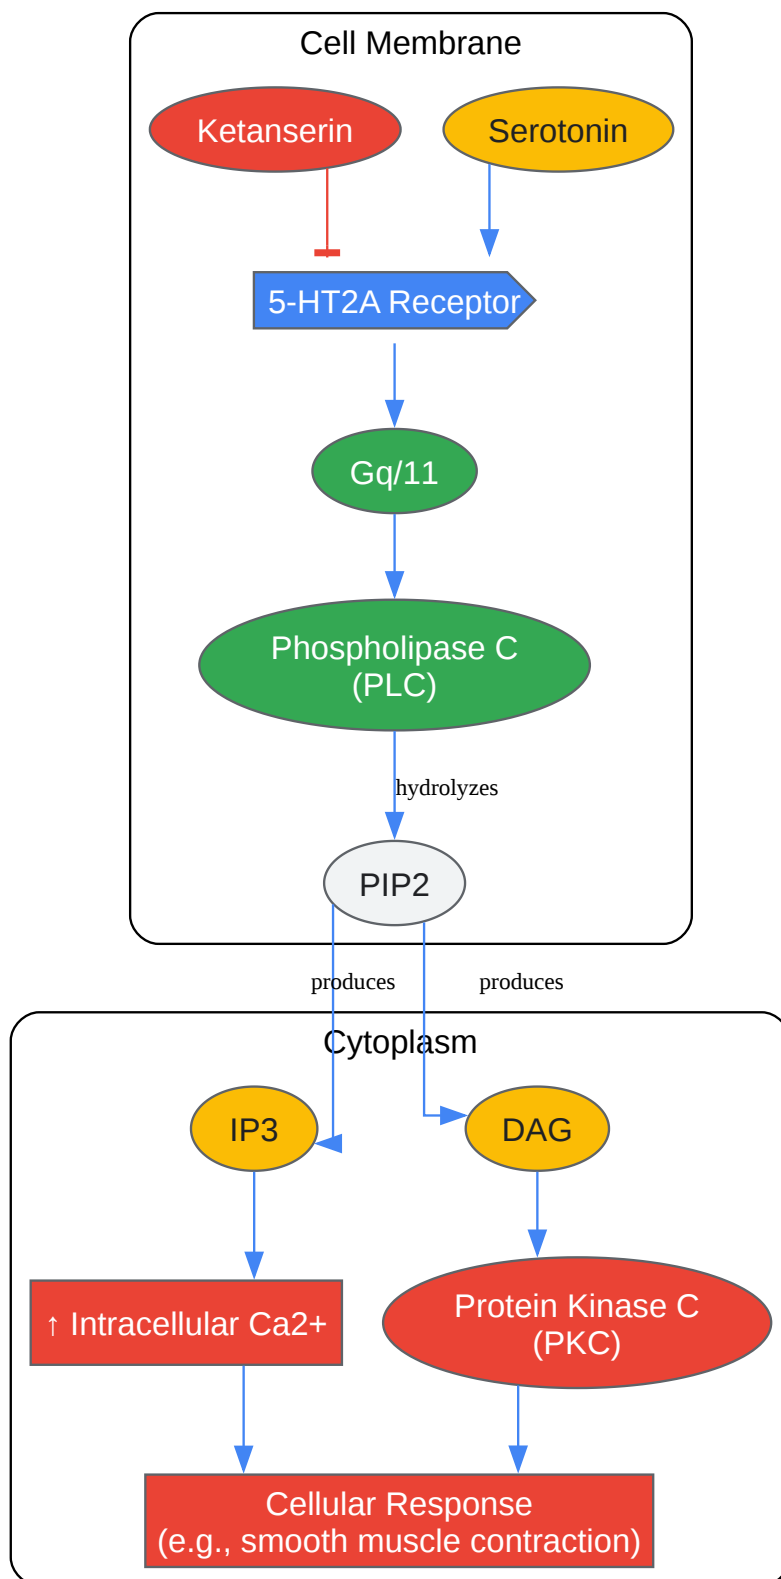 Cell Membrane
Ketanserin
Serotonin
5-HT2A Receptor
Gq/11
Phospholipase C
(PLC)
hydrolyzes
PIP2
produces
produces
Cytoplasm
IP3
DAG
↑ Intracellular Ca2+
Protein Kinase C
(PKC)
Cellular Response
(e.g., smooth muscle contraction)